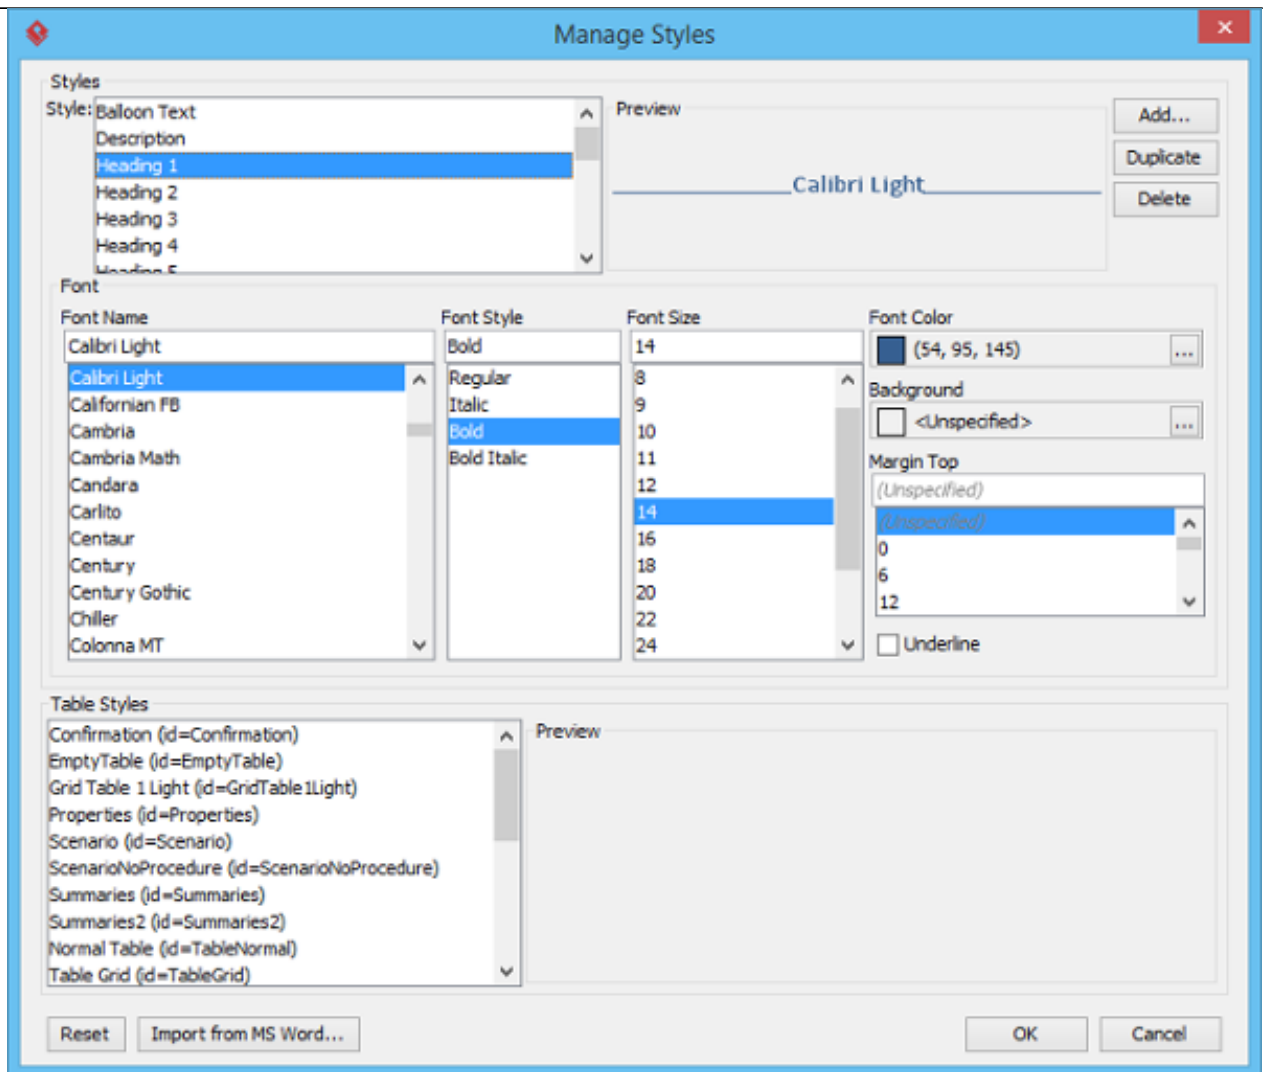 Manage Styles
Styles
Style:
Balloon Text
Description
Heading 1
Heading 2
Heading 3
Heading 4
Heading 5
Preview
Calibri Light
Add...
Duplicate
Delete
Font
Font Name
Calibri Light
Calibri Light
Californian FB
Cambria
Cambria Math
Candara
Carlito
Centaur
Century
Century Gothic
Chiller
Colonna MT
Font Style
Bold
Regular
Italic
Bold
Bold Italic
Font Size
14
8
9
10
11
12
14
16
18
20
22
24
Font Color
(54, 95, 145)
...
Background
<Unspecified>
...
Margin Top
(Unspecified)
(Unspecified)
0
6
12
Underline
Table Styles
Confirmation (id=Confirmation)
EmptyTable (id=EmptyTable)
Grid Table 1 Light (id=GridTable1Light)
Properties (id=Properties)
Scenario (id=Scenario)
ScenarioNoProcedure (id=ScenarioNoProcedure)
Summaries (id=Summaries)
Summaries2 (id=Summaries2)
Normal Table (id=TableNormal)
Table Grid (id=TableGrid)
Preview
Reset
Import from MS Word...
OK
Cancel